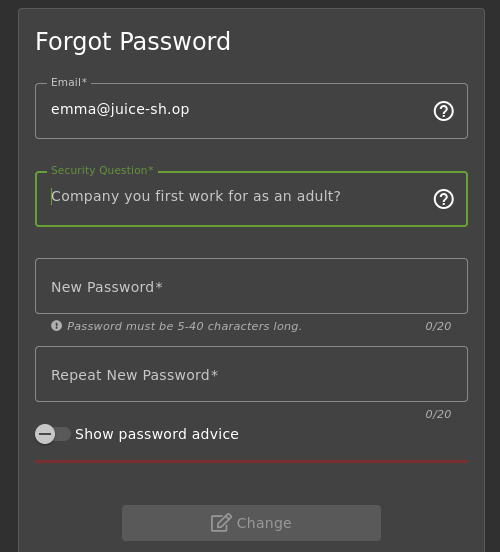 Forgot Password
Email*
emma@juice-sh.op
Security Question*
Company you first work for as an adult?
New Password*
Password must be 5-40 characters long.
0/20
Repeat New Password*
0/20
Show password advice
Change